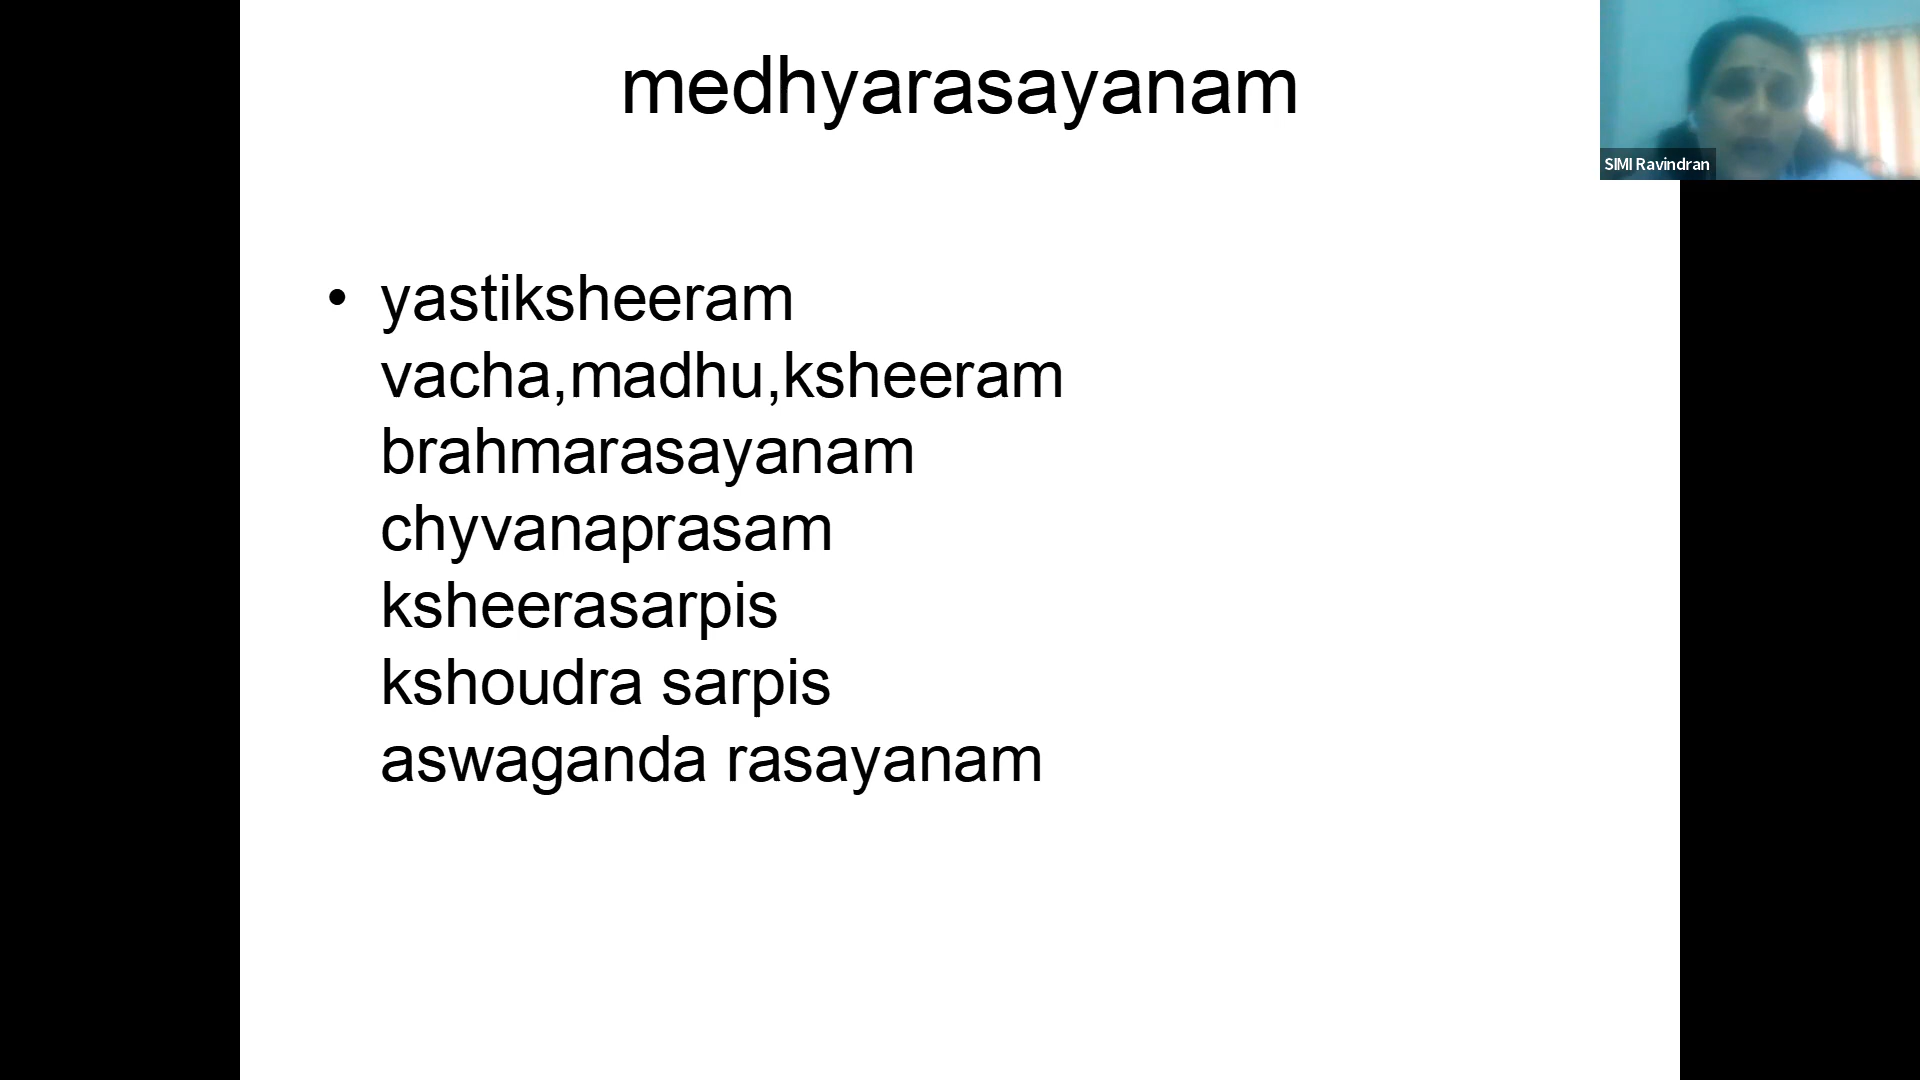 medhyarasayanam
SIMI Ravindran
• yastiksheeram
vacha,madhu,ksheeram
brahmarasayanam
chyvanaprasam
ksheerasarpis
kshoudra sarpis
aswaganda rasayanam